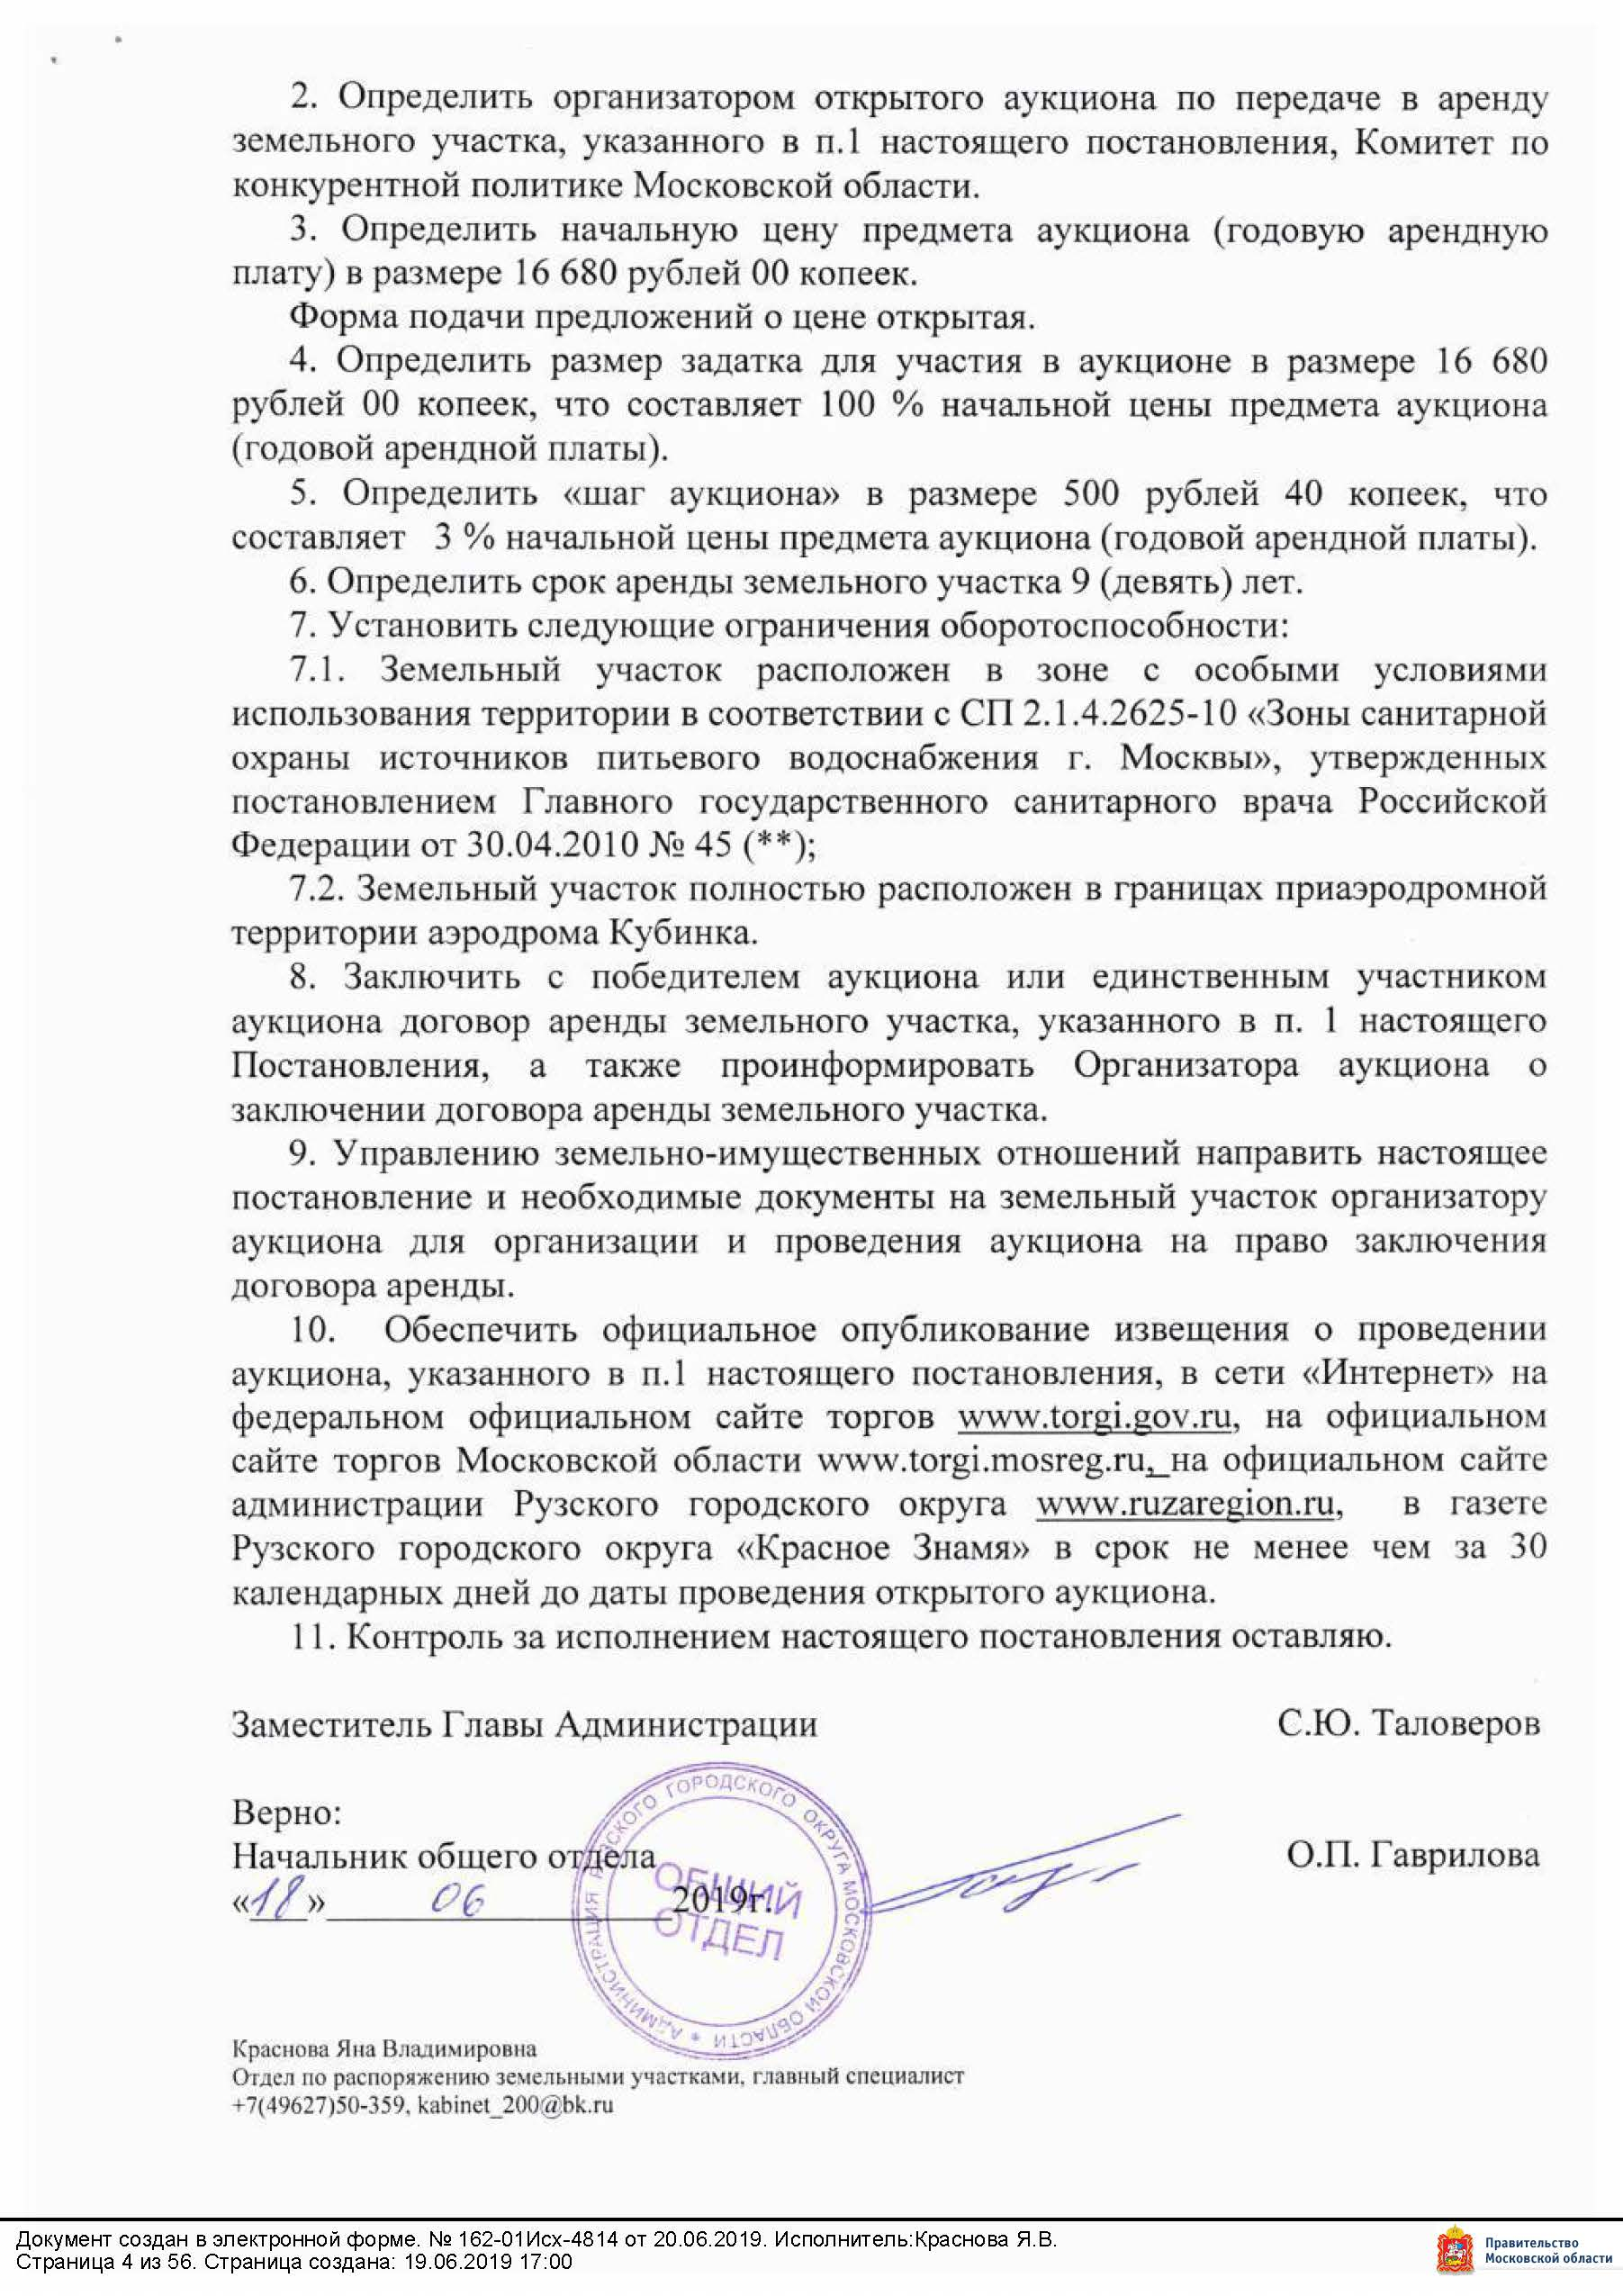 2. Определить организатором открытого аукциона по передаче в аренду
земельного участка, указанного в п.1 настоящего постановления, Комитет по
конкурентной политике Московской области.
3. Определить начальную цену предмета аукциона (годовую арендную
плату) в размере 16 680 рублей 00 копеек.
Форма подачи предложений о цене открытая.
4. Определить размер задатка для участия в аукционе в размере 16 680
рублей 00 копеек, что составляет 100 % начальной цены предмета аукциона
(годовой арендной платы).
5. Определить «шаг аукциона» в размере 500 рублей 40 копеек, что
составляет 3 % начальной цены предмета аукциона (годовой арендной платы).
6. Определить срок аренды земельного участка 9 (девять) лет.
7. Установить следующие ограничения оборотоспособности:
7.1. Земельный участок расположен в зоне с особыми условиями
использования территории в соответствии с СП 2.1.4.2625-10 «Зоны санитарной
охраны источников питьевого водоснабжения г. Москвы», утвержденных
постановлением Главного государственного санитарного врача Российской
Федерации от 30.04.2010 № 45 (**);
7.2. Земельный участок полностью расположен в границах приаэродромной
территории аэродрома Кубинка.
8. Заключить с победителем аукциона или единственным участником
аукциона договор аренды земельного участка, указанного в п. 1 настоящего
Постановления, а также проинформировать Организатора аукциона о
заключении договора аренды земельного участка.
9. Управлению земельно-имущественных отношений направить настоящее
постановление и необходимые документы на земельный участок организатору
аукциона для организации и проведения аукциона на право заключения
договора аренды.
10. Обеспечить официальное опубликование извещения о проведении
аукциона, указанного в п.1 настоящего постановления, в сети «Интернет» на
федеральном официальном сайте торгов www.torgi.gov.ru, на официальном
сайте торгов Московской области www.torgi.mosreg.ru, на официальном сайте
администрации Рузского городского округа www.ruzaregion.ru, в газете
Рузского городского округа «Красное Знамя» в срок не менее чем за 30
календарных дней до даты проведения открытого аукциона.
11. Контроль за исполнением настоящего постановления оставляю.
Заместитель Главы Администрации С.Ю. Таловеров
Верно:
Начальник общего отдела О.П. Гаврилова
«18» 06 2019г.
АДМИНИСТРАЦИЯ РУЗСКОГО ГОРОДСКОГО ОКРУГА МОСКОВСКОЙ ОБЛАСТИ *
ОБЩИЙ
ОТДЕЛ
Краснова Яна Владимировна
Отдел по распоряжению земельными участками, главный специалист
+7(49627)50-359, kabinet_200@bk.ru
Документ создан в электронной форме. № 162-01Исх-4814 от 20.06.2019. Исполнитель:Краснова Я.В.
Страница 4 из 56. Страница создана: 19.06.2019 17:00
Правительство
Московской области